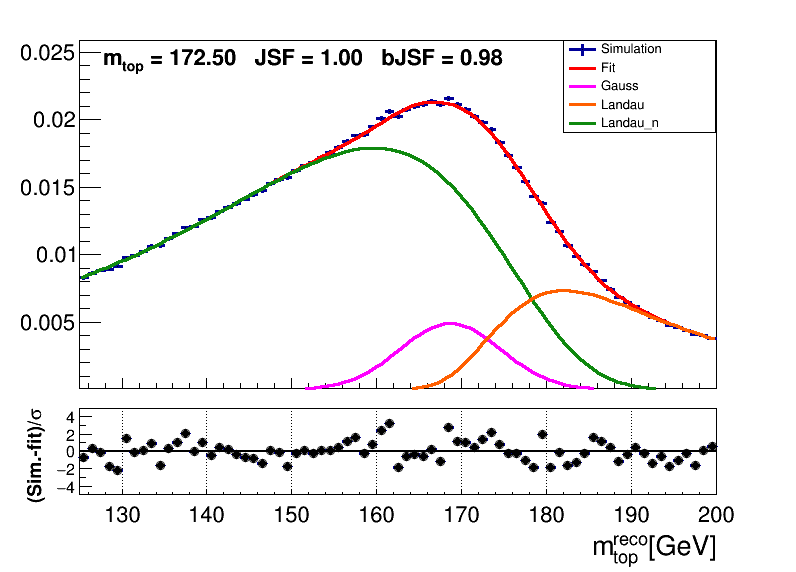 m_top = 172.50 JSF = 1.00 bJSF = 0.98
Simulation
Fit
Gauss
Landau
Landau_n
0.025
0.02
0.015
0.01
0.005
(Sim.-fit)/σ
4
2
0
−2
−4
130 140 150 160 170 180 190 200
m_top^reco[GeV]